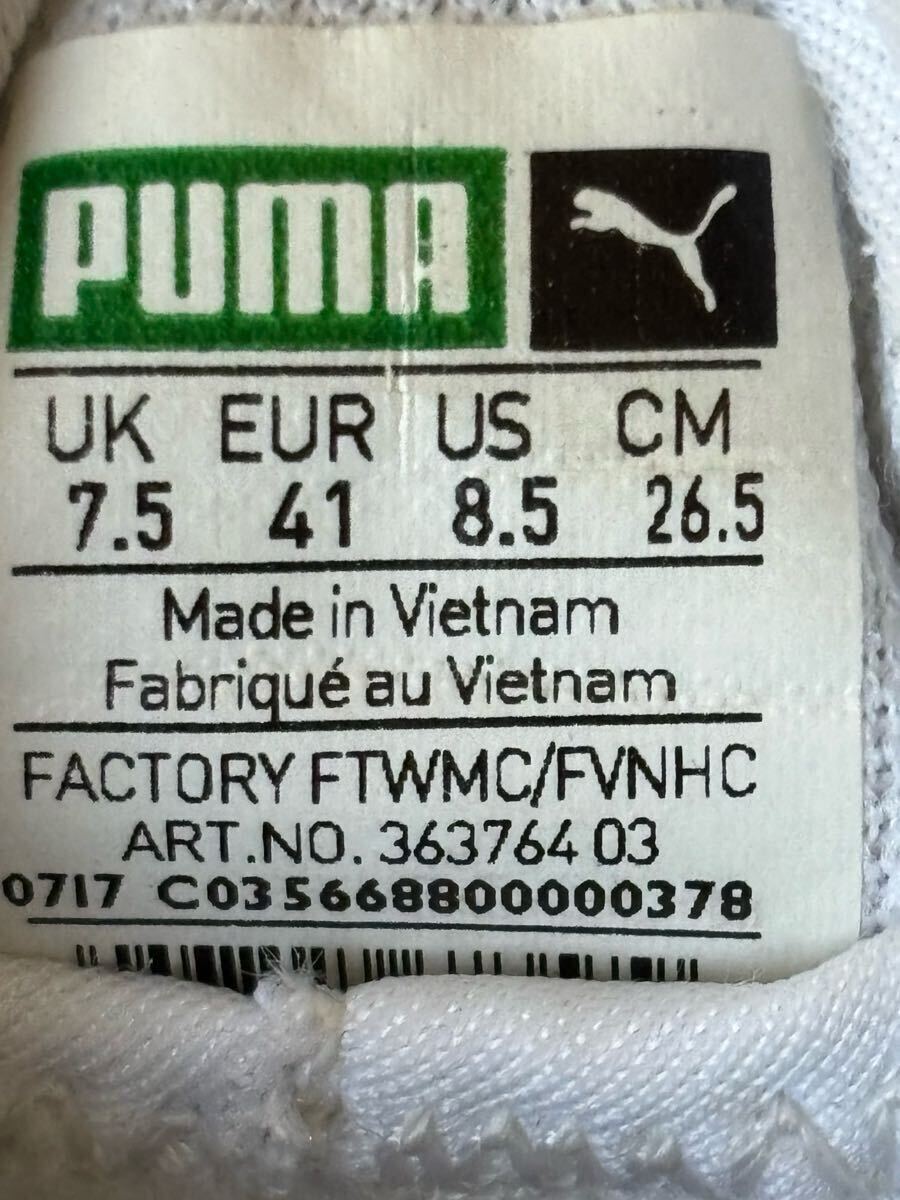 PUMA
UK EUR US CM
7.5 41 8.5 26.5
Made in Vietnam
Fabriqué au Vietnam
FACTORY FTWMC/FVNHC
ART.NO. 363764 03
0717 C035668800000378